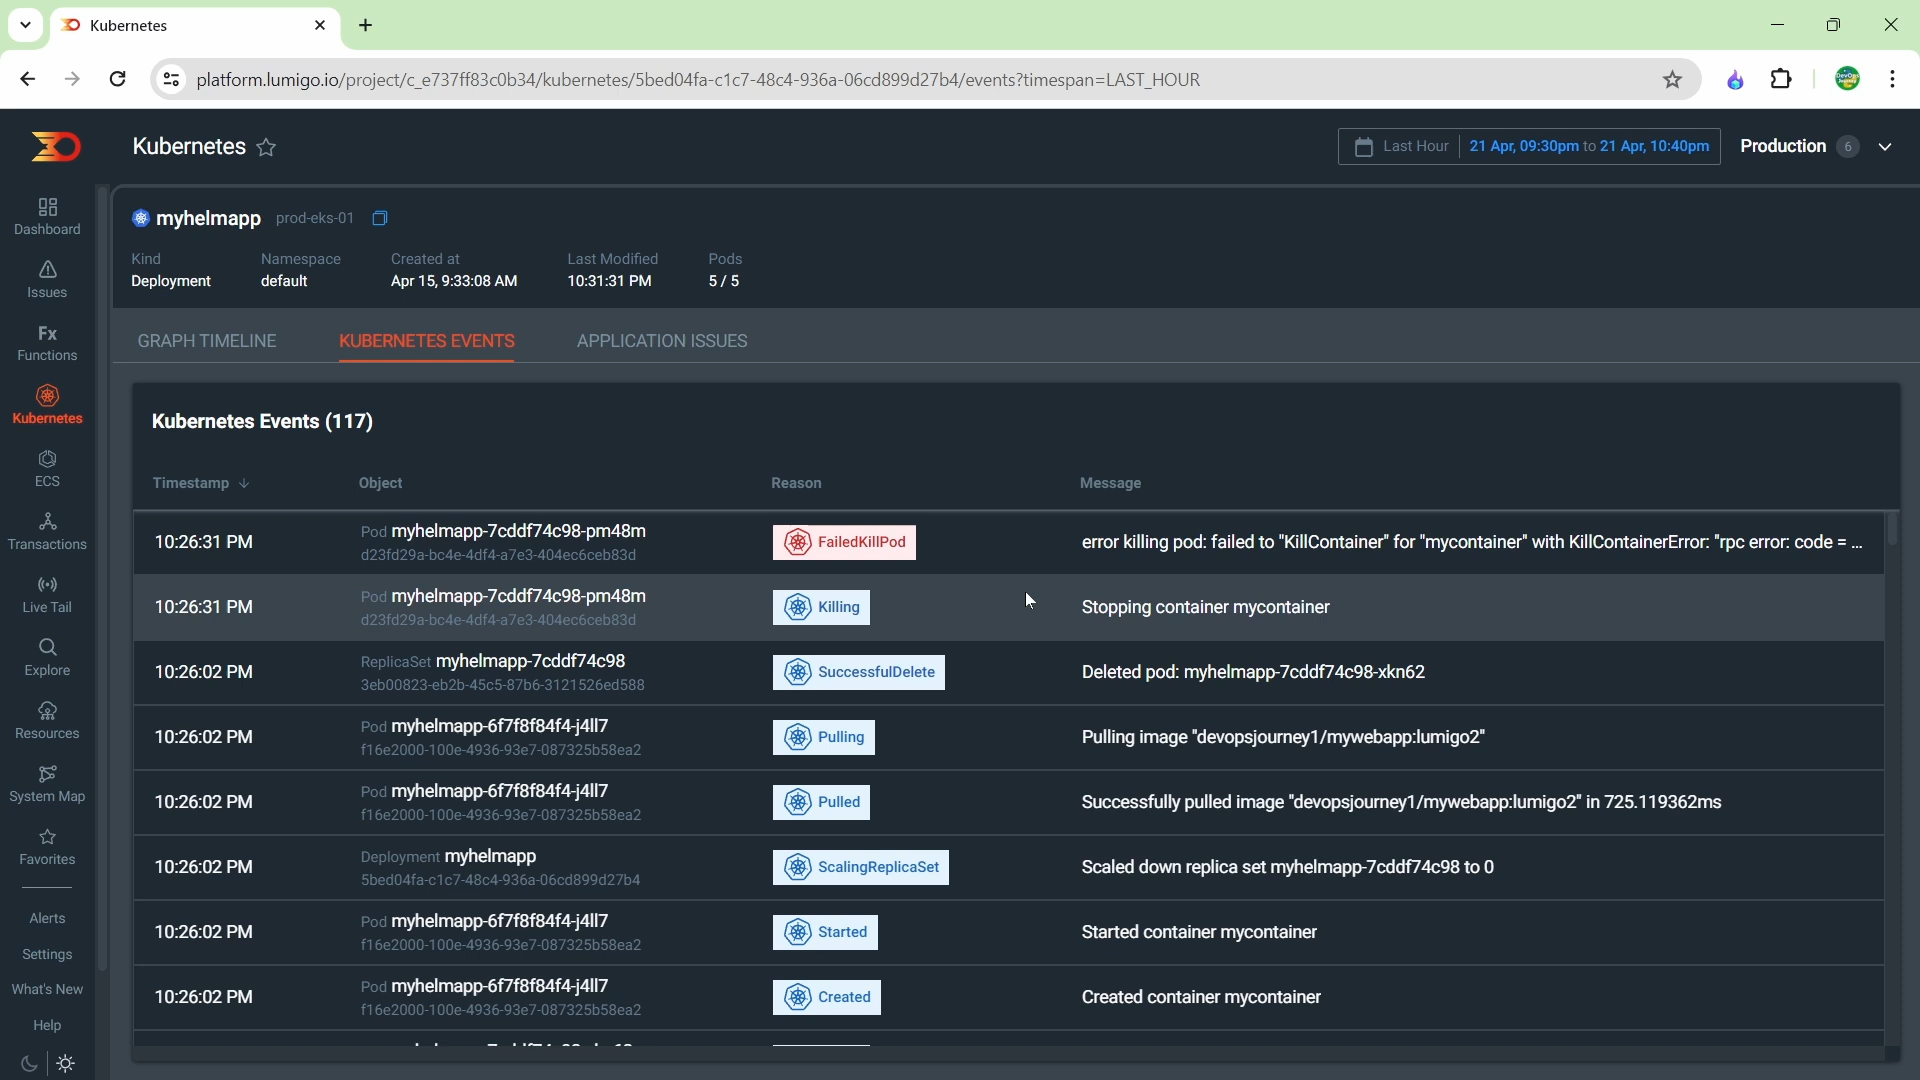 Kubernetes
platform.lumigo.io/project/c_e737ff83c0b34/kubernetes/5bed04fa-c1c7-48c4-936a-06cd899d27b4/events?timespan=LAST_HOUR
Kubernetes
Last Hour 21 Apr, 09:30pm to 21 Apr, 10:40pm Production 6
Dashboard
Issues
Fx
Functions
Kubernetes
ECS
Transactions
Live Tail
Explore
Resources
System Map
Favorites
Alerts
Settings
What's New
Help
myhelmapp prod-eks-01
Kind Namespace Created at Last Modified Pods
Deployment default Apr 15, 9:33:08 AM 10:31:31 PM 5 / 5
GRAPH TIMELINE KUBERNETES EVENTS APPLICATION ISSUES
Kubernetes Events (117)
Timestamp Object Reason Message
10:26:31 PM Pod myhelmapp-7cddf74c98-pm48m FailedKillPod error killing pod: failed to "KillContainer" for "mycontainer" with KillContainerError: "rpc error: code = ...
d23fd29a-bc4e-4df4-a7e3-404ec6ceb83d
10:26:31 PM Pod myhelmapp-7cddf74c98-pm48m Killing Stopping container mycontainer
d23fd29a-bc4e-4df4-a7e3-404ec6ceb83d
10:26:02 PM ReplicaSet myhelmapp-7cddf74c98 SuccessfulDelete Deleted pod: myhelmapp-7cddf74c98-xkn62
3eb00823-eb2b-45c5-87b6-3121526ed588
10:26:02 PM Pod myhelmapp-6f7f8f84f4-j4ll7 Pulling Pulling image "devopsjourney1/mywebapp:lumigo2"
f16e2000-100e-4936-93e7-087325b58ea2
10:26:02 PM Pod myhelmapp-6f7f8f84f4-j4ll7 Pulled Successfully pulled image "devopsjourney1/mywebapp:lumigo2" in 725.119362ms
f16e2000-100e-4936-93e7-087325b58ea2
10:26:02 PM Deployment myhelmapp ScalingReplicaSet Scaled down replica set myhelmapp-7cddf74c98 to 0
5bed04fa-c1c7-48c4-936a-06cd899d27b4
10:26:02 PM Pod myhelmapp-6f7f8f84f4-j4ll7 Started Started container mycontainer
f16e2000-100e-4936-93e7-087325b58ea2
10:26:02 PM Pod myhelmapp-6f7f8f84f4-j4ll7 Created Created container mycontainer
f16e2000-100e-4936-93e7-087325b58ea2